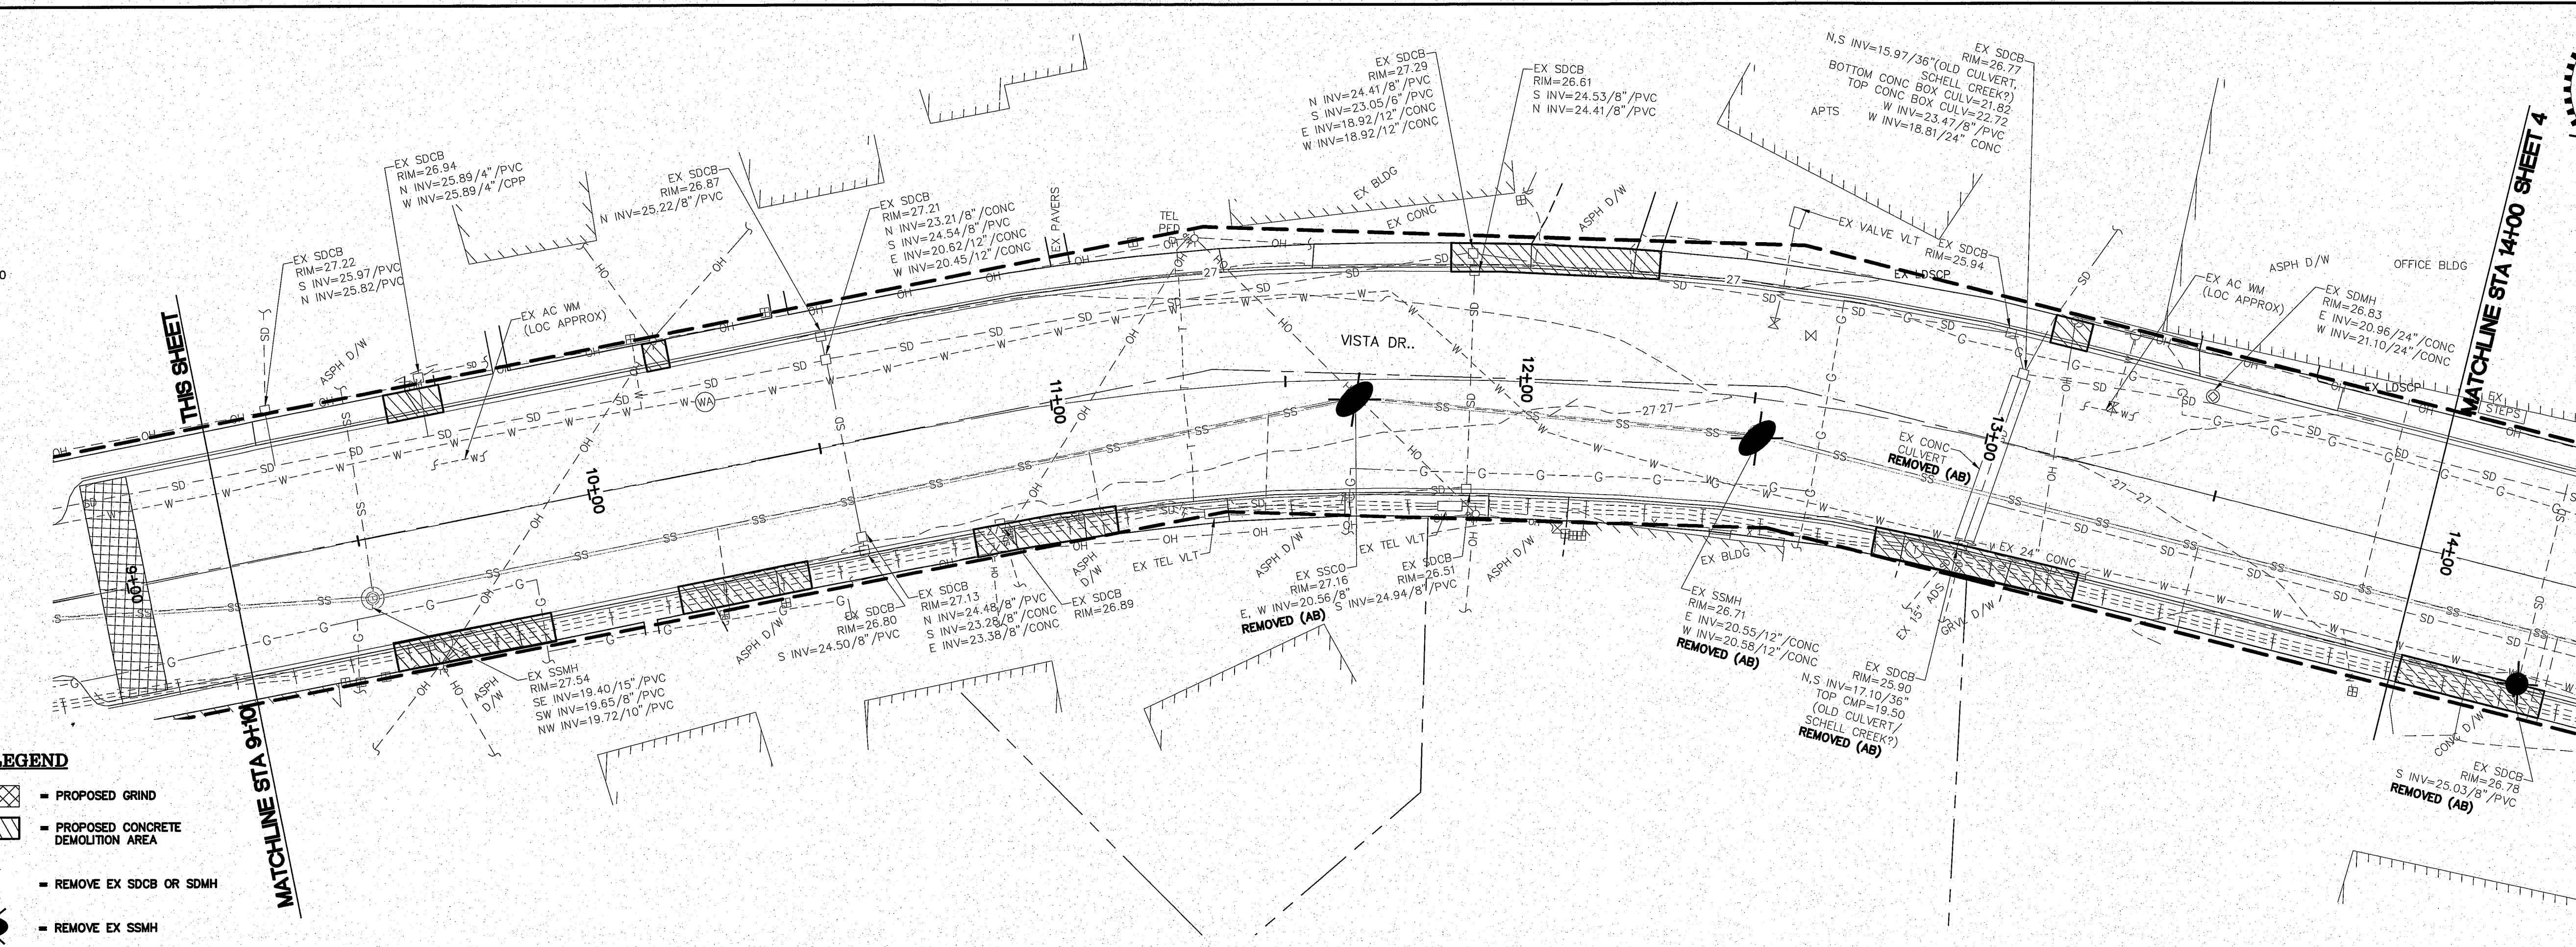 THIS SHEET
MATCHLINE STA 9+10
EX SDCB
RIM=27.22
S INV=25.97/PVC
N INV=25.82/PVC
ASPH D/W
EX SDCB
RIM=26.94
N INV=25.89/4"/PVC
W INV=25.89/4"/CPP
EX AC WM
(LOC APPROX)
EX SDCB
RIM=26.87
N INV=25.22/8"/PVC
EX SDCB
RIM=27.21
N INV=23.21/8"/CONC
S INV=24.54/8"/PVC
E INV=20.62/12"/CONC
W INV=20.45/12"/CONC
EX PAVERS
TEL
PED
EX BLDG
EX CONC
EX SDCB
RIM=27.29
N INV=24.41/8"/PVC
S INV=23.05/6"/PVC
E INV=18.92/12"/CONC
W INV=18.92/12"/CONC
EX SDCB
RIM=26.61
S INV=24.53/8"/PVC
N INV=24.41/8"/PVC
ASPH D/W
APTS
EX SDCB
RIM=26.77
N,S INV=15.97/36"(OLD CULVERT,
SCHELL CREEK?)
BOTTOM CONC BOX CULV=21.82
TOP CONC BOX CULV=22.72
W INV=23.47/8"/PVC
W INV=18.81/24" CONC
EX VALVE VLT
EX SDCB
RIM=25.94
EX LDSCP
EX AC WM
(LOC APPROX)
ASPH D/W
OFFICE BLDG
EX SDMH
RIM=26.83
E INV=20.96/24"/CONC
W INV=21.10/24"/CONC
EX LDSCP
EX
STEPS
MATCHLINE STA 14+00 SHEET 4
VISTA DR..
9+00
10+00
11+00
12+00
13+00
14+00
27
27
27 27
27
27
WA
EX CONC
CULVERT
REMOVED (AB)
EX 24" CONC
EX SSMH
RIM=27.54
SE INV=19.40/15"/PVC
SW INV=19.65/8"/PVC
NW INV=19.72/10"/PVC
ASPH
D/W
ASPH D/W
EX SDCB
RIM=26.80
S INV=24.50/8"/PVC
EX SDCB
RIM=27.13
N INV=24.48/8"/PVC
S INV=23.28/8"/CONC
E INV=23.38/8"/CONC
EX SDCB
RIM=26.89
ASPH
D/W
EX TEL VLT
ASPH D/W
EX SSCO
RIM=27.16
E, W INV=20.56/8"
REMOVED (AB)
EX TEL VLT
EX SDCB
RIM=26.51
S INV=24.94/8"/PVC
ASPH D/W
EX BLDG
EX SSMH
RIM=26.71
E INV=20.55/12"/CONC
W INV=20.58/12"/CONC
REMOVED (AB)
EX 15" ADS
GRVL D/W
EX SDCB
RIM=25.90
N,S INV=17.10/36"
TOP CMP=19.50
(OLD CULVERT/
SCHELL CREEK?)
REMOVED (AB)
CONC D/W
EX SDCB
RIM=26.78
S INV=25.03/8"/PVC
REMOVED (AB)
LEGEND
= PROPOSED GRIND
= PROPOSED CONCRETE
DEMOLITION AREA
= REMOVE EX SDCB OR SDMH
= REMOVE EX SSMH